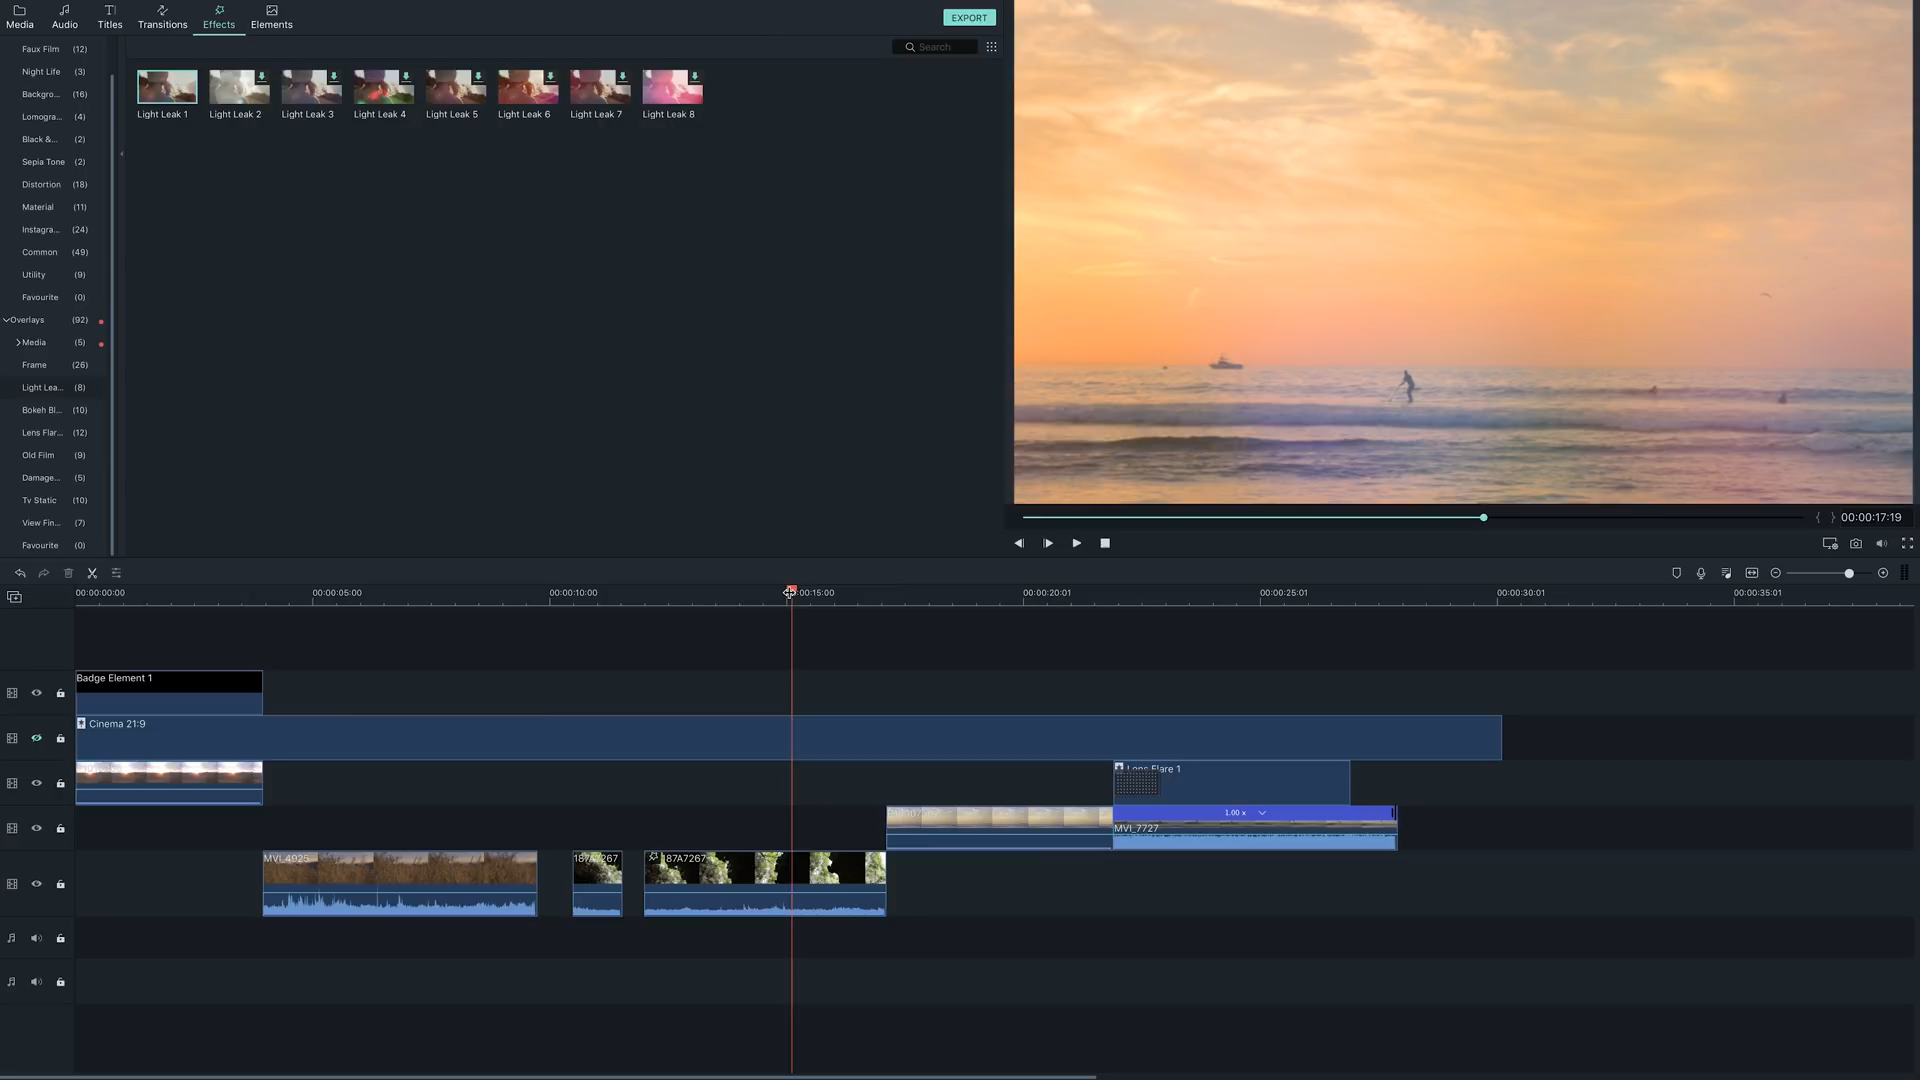 Media
Audio
Titles
Transitions
Effects
Elements
EXPORT
Search
Faux Film (12)
Night Life (3)
Backgro... (16)
Lomogra... (4)
Black &... (2)
Sepia Tone (2)
Distortion (18)
Material (11)
Instagra... (24)
Common (49)
Utility (9)
Favourite (0)
Overlays (92)
Media (5)
Frame (26)
Light Lea... (8)
Bokeh Bl... (10)
Lens Flar... (12)
Old Film (9)
Damage... (5)
Tv Static (10)
View Fin... (7)
Favourite (0)
Light Leak 1
Light Leak 2
Light Leak 3
Light Leak 4
Light Leak 5
Light Leak 6
Light Leak 7
Light Leak 8
{ } 00:00:17:19
00:00:00:00
00:00:05:00
00:00:10:00
00:15:00
00:00:20:01
00:00:25:01
00:00:30:01
00:00:35:01
Badge Element 1
Cinema 21:9
Lens Flare 1
1.00 x
MVI_7727
MVI_4925
187A7267
187A7267